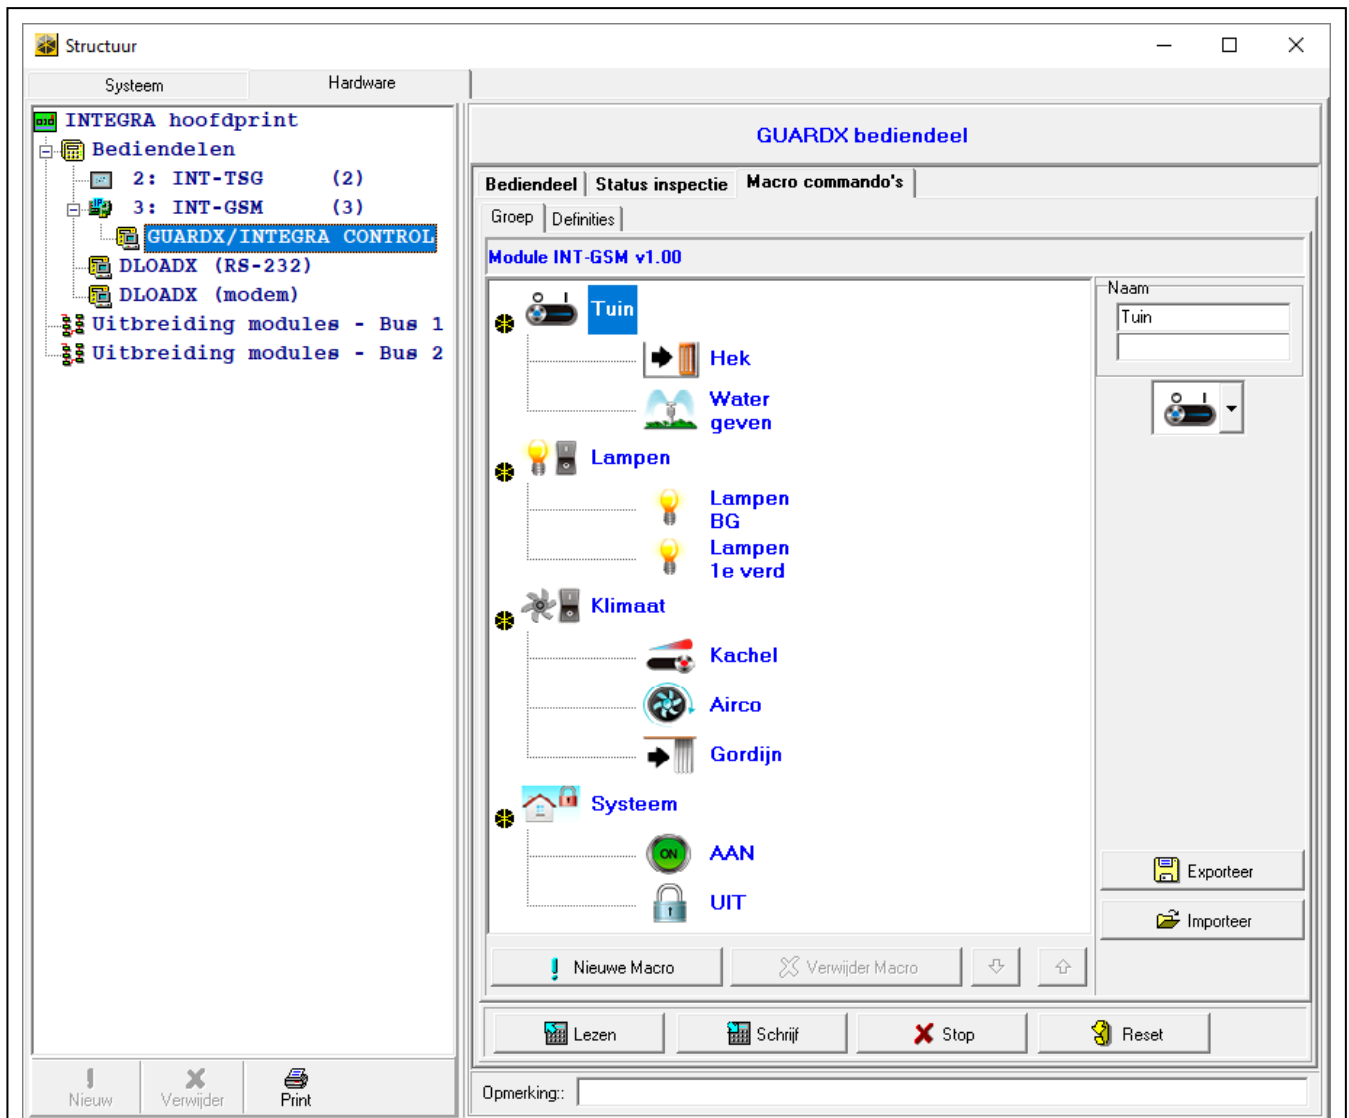 Structuur
Systeem
Hardware
INTEGRA hoofdprint
Bediendelen
2: INT-TSG (2)
3: INT-GSM (3)
GUARDX/INTEGRA CONTROL
DLOADX (RS-232)
DLOADX (modem)
Uitbreiding modules - Bus 1
Uitbreiding modules - Bus 2
Nieuw
Verwijder
Print
GUARDX bediendeel
Bediendeel
Status inspectie
Macro commando's
Groep
Definities
Module INT-GSM v1.00
Tuin
Hek
Water
geven
Lampen
Lampen
BG
Lampen
1e verd
Klimaat
Kachel
Airco
Gordijn
Systeem
ON
AAN
UIT
Naam
Tuin
Exporteer
Importeer
Nieuwe Macro
Verwijder Macro
Lezen
Schrijf
Stop
Reset
Opmerking::